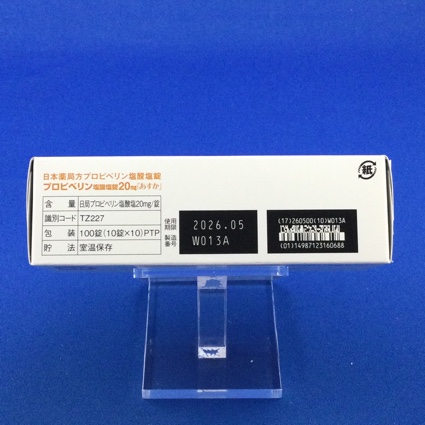 日本薬局方プロピベリン塩酸塩錠
プロピベリン塩酸塩錠20mg「あすか」
含 量 日局プロピベリン塩酸塩20mg/錠
識別コード TZ227
包 装 100錠(10錠×10)PTP
貯 法 室温保存
使用期限 2026.05
製造番号 W013A
(17)260500(10)W013A
(01)14987123160688
紙